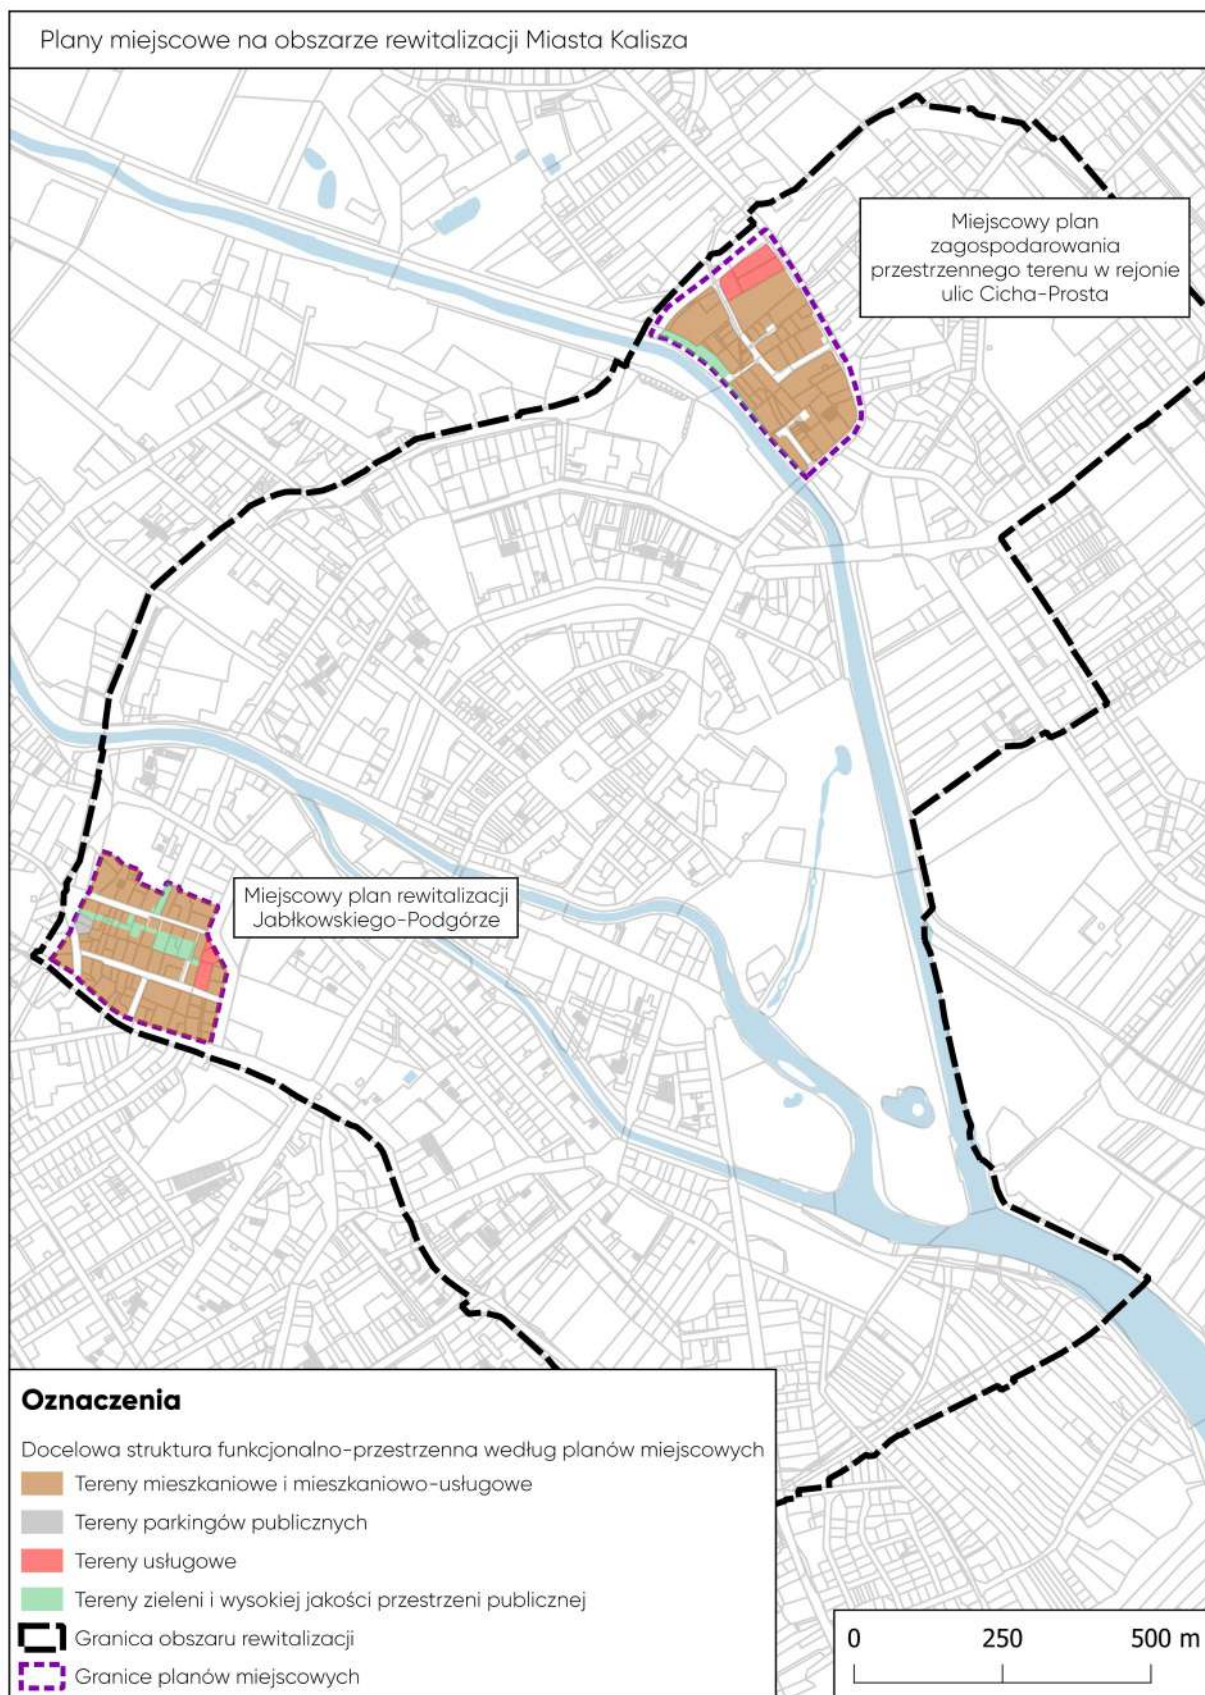 Plany miejscowe na obszarze rewitalizacji Miasta Kalisza
Miejscowy plan
zagospodarowania
przestrzennego terenu w rejonie
ulic Cicha-Prosta
Miejscowy plan rewitalizacji
Jabłkowskiego-Podgórze
Oznaczenia
Docelowa struktura funkcjonalno-przestrzenna według planów miejscowych
Tereny mieszkaniowe i mieszkaniowo-usługowe
Tereny parkingów publicznych
Tereny usługowe
Tereny zieleni i wysokiej jakości przestrzeni publicznej
Granica obszaru rewitalizacji
Granice planów miejscowych
0 250 500 m